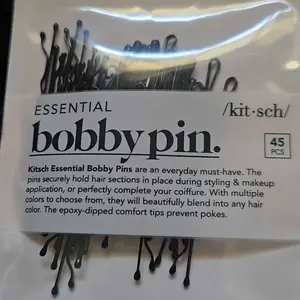 ESSENTIAL
/kit•sch/
bobbypin.
45
PCS
Kitsch Essential Bobby Pins are an everyday must-have. The
pins securely hold hair sections in place during styling & makeup
application, or perfectly complete your coiffure. With multiple
colors to choose from, they will beautifully blend into any hair
color. The epoxy-dipped comfort tips prevent pokes.